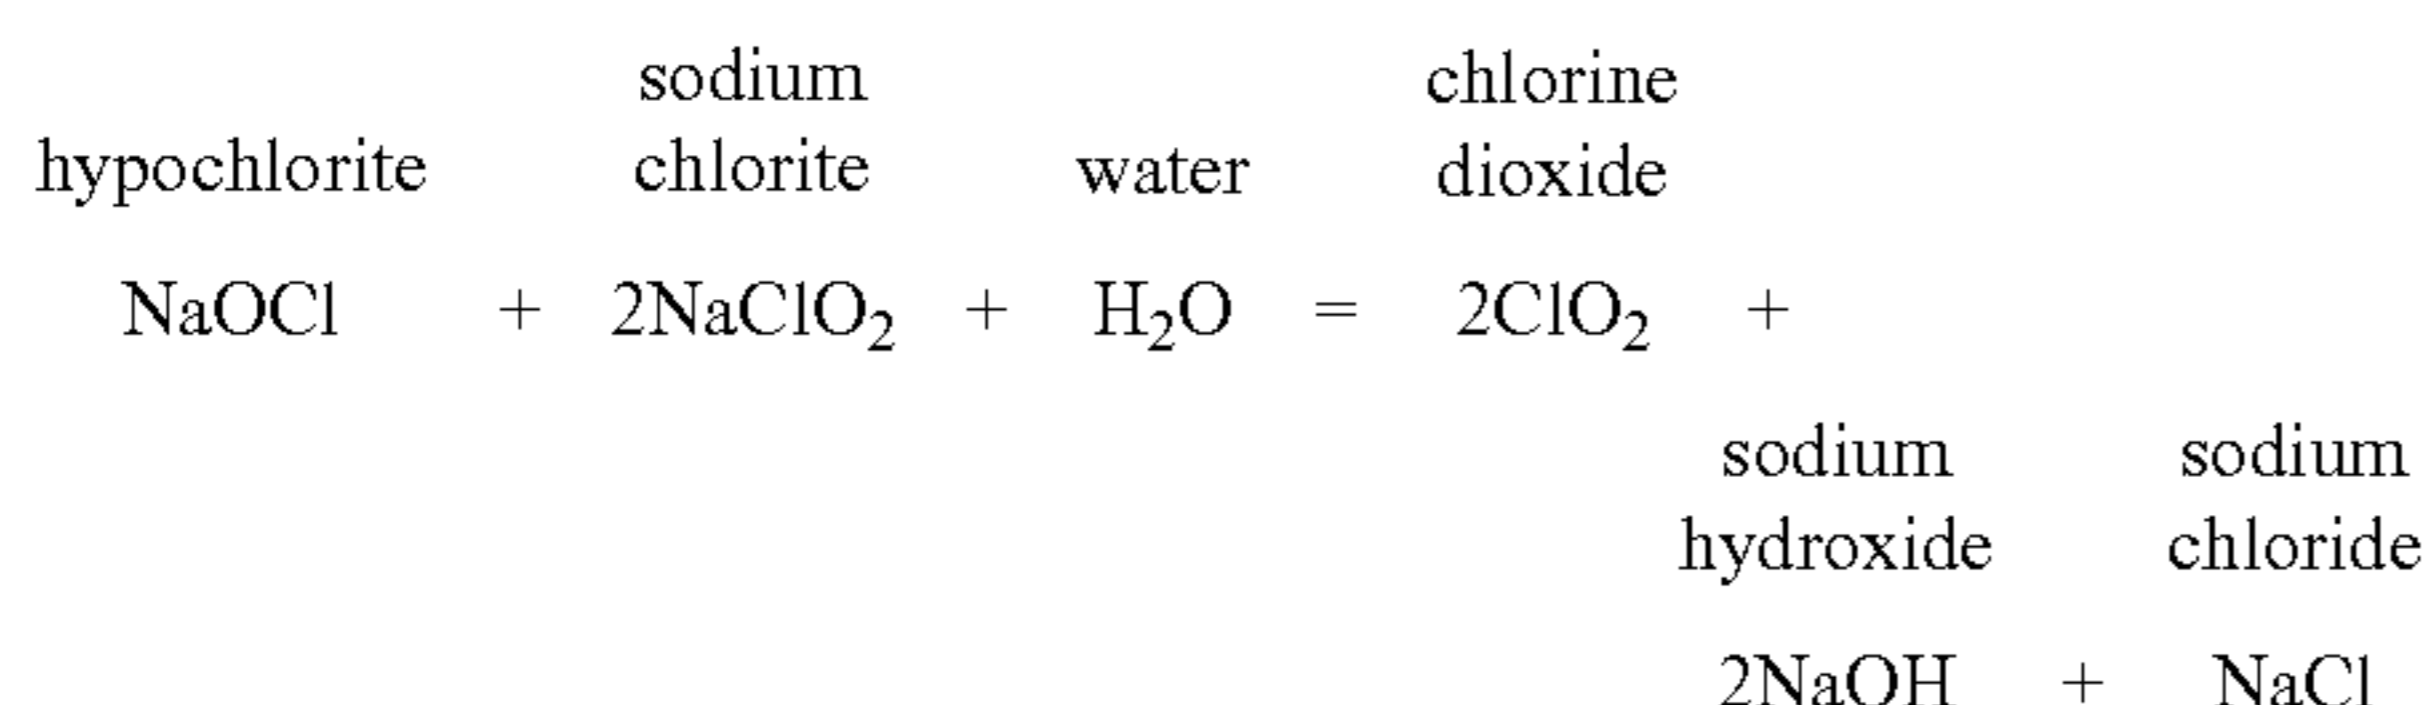 sodium chlorine
hypochlorite chlorite water dioxide
NaOCl + 2NaClO₂ + H₂O = 2ClO₂ +
sodium sodium
hydroxide chloride
2NaOH + NaCl